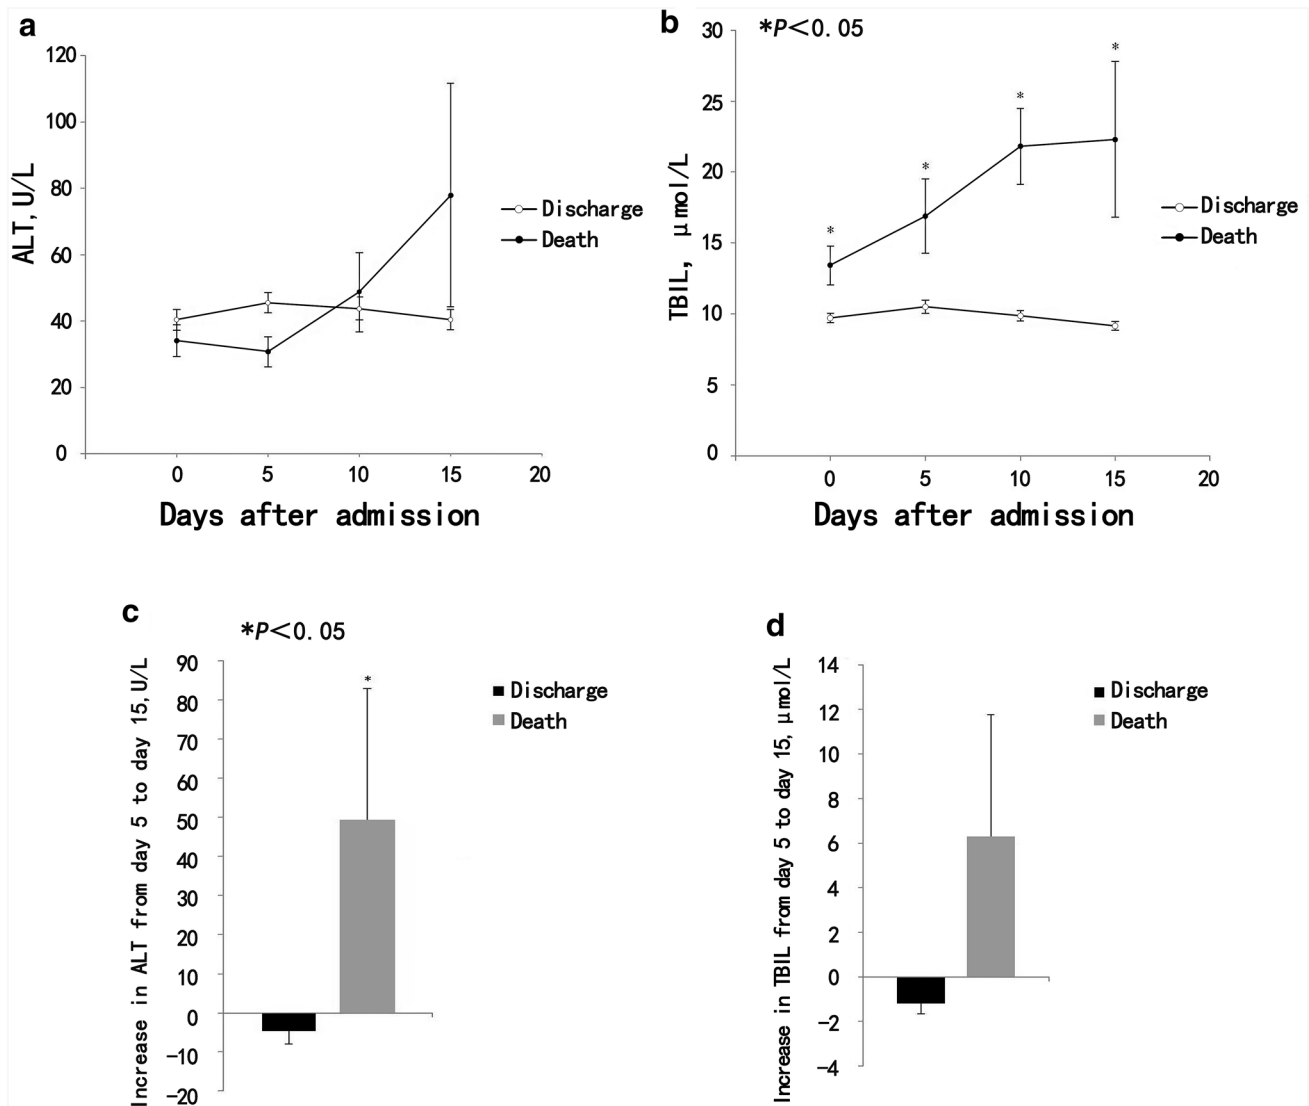 a
120
100
80
60
40
20
0
ALT, U/L
0 5 10 15 20
Days after admission
Discharge
Death
b
*P<0.05
30
25
20
15
10
5
0
TBIL, μmol/L
*
*
*
*
0 5 10 15 20
Days after admission
Discharge
Death
c
*P<0.05
90
80
70
60
50
40
30
20
10
0
-10
-20
Increase in ALT from day 5 to day 15, U/L
*
Discharge
Death
d
14
12
10
8
6
4
2
0
-2
-4
Increase in TBIL from day 5 to day 15, μmol/L
Discharge
Death